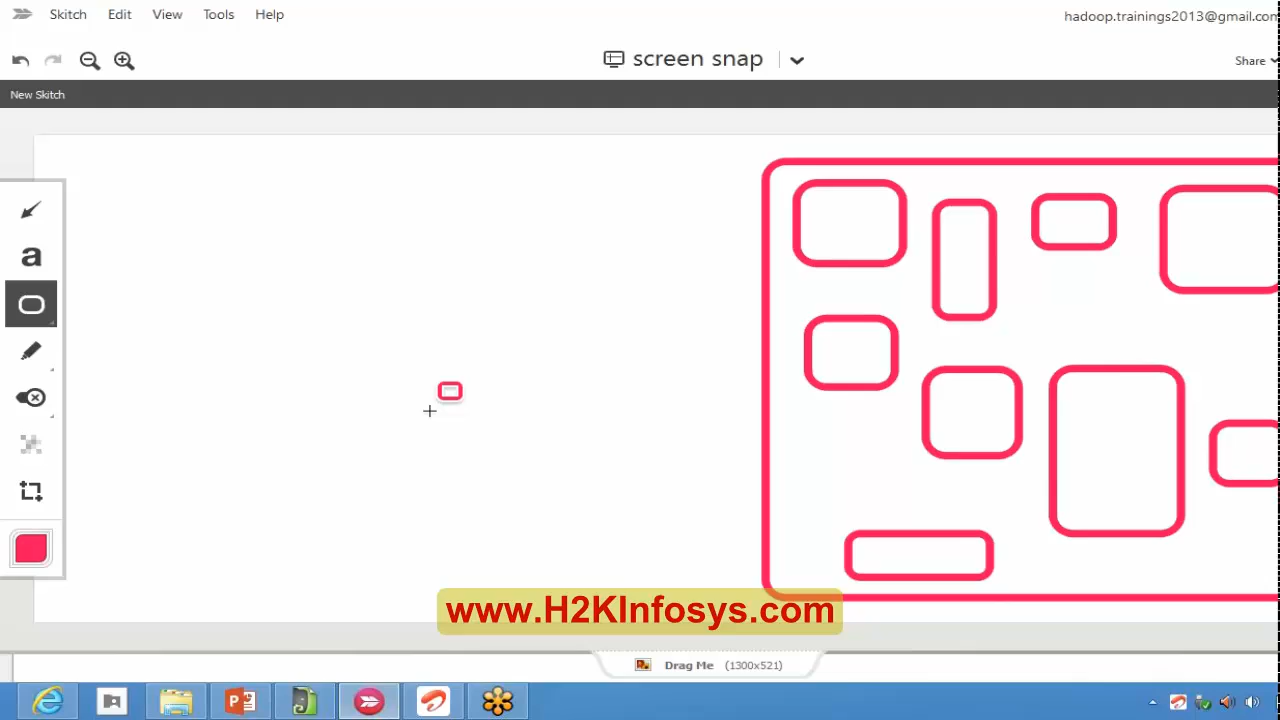 Skitch Edit View Tools Help
hadoop.trainings2013@gmail.com
screen snap
Share
New Skitch
a
www.H2KInfosys.com
Drag Me (1300x521)